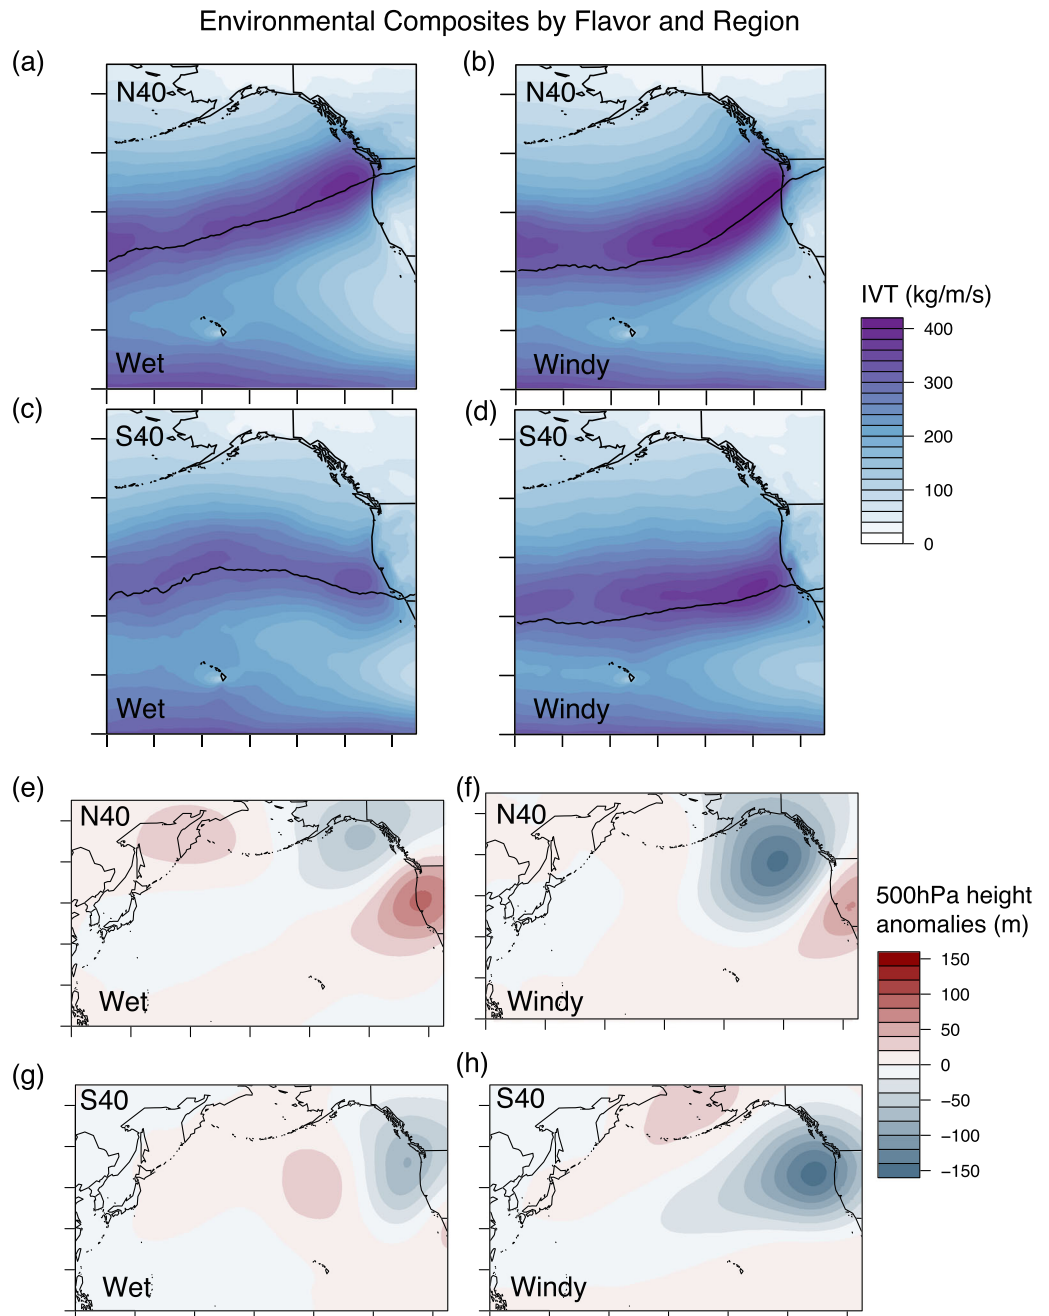 Environmental Composites by Flavor and Region
(a)
N40
Wet
(b)
N40
Windy
(c)
S40
Wet
(d)
S40
Windy
IVT (kg/m/s)
400
300
200
100
0
(e)
N40
Wet
(f)
N40
Windy
(g)
S40
Wet
(h)
S40
Windy
500hPa height
anomalies (m)
150
100
50
0
−50
−100
−150